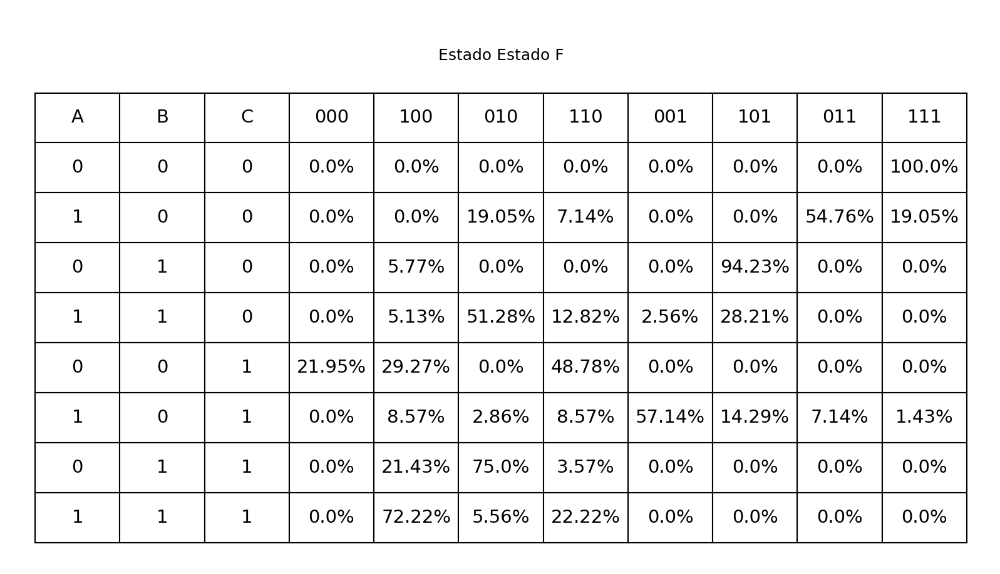 Estado Estado F
A B C 000 100 010 110 001 101 011 111
0 0 0 0.0% 0.0% 0.0% 0.0% 0.0% 0.0% 0.0% 100.0%
1 0 0 0.0% 0.0% 19.05% 7.14% 0.0% 0.0% 54.76% 19.05%
0 1 0 0.0% 5.77% 0.0% 0.0% 0.0% 94.23% 0.0% 0.0%
1 1 0 0.0% 5.13% 51.28% 12.82% 2.56% 28.21% 0.0% 0.0%
0 0 1 21.95% 29.27% 0.0% 48.78% 0.0% 0.0% 0.0% 0.0%
1 0 1 0.0% 8.57% 2.86% 8.57% 57.14% 14.29% 7.14% 1.43%
0 1 1 0.0% 21.43% 75.0% 3.57% 0.0% 0.0% 0.0% 0.0%
1 1 1 0.0% 72.22% 5.56% 22.22% 0.0% 0.0% 0.0% 0.0%